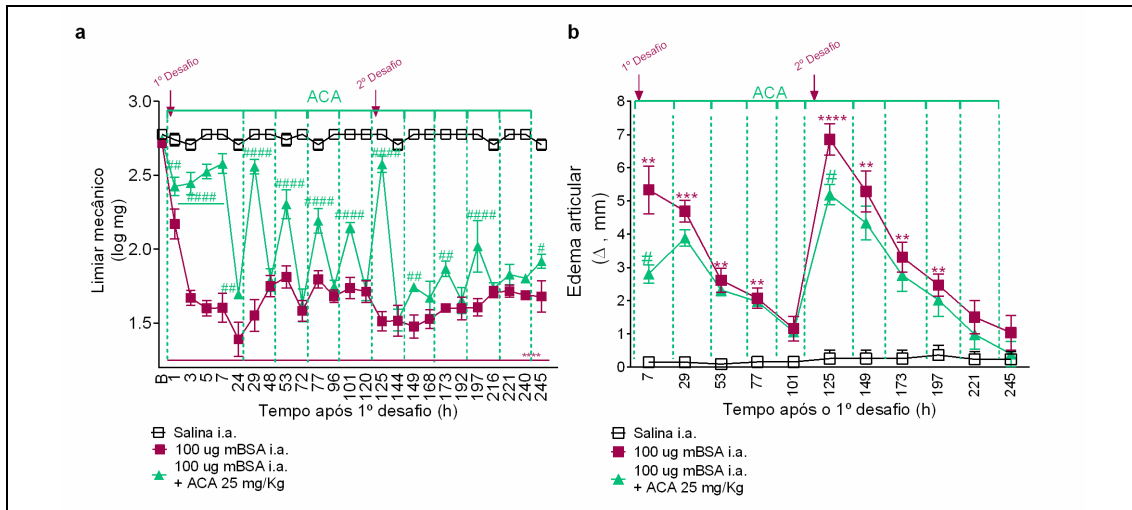 a
1º Desafio
2º Desafio
ACA
Limiar mecânico
(log mg)
3.0
2.5
2.0
1.5
##
####
##
####
####
####
####
####
##
##
####
#
****
B 1 3 5 7 24 29 48 53 72 77 96 101 120 125 144 149 168 173 192 197 216 221 240 245
Tempo após 1º desafio (h)
Salina i.a.
100 ug mBSA i.a.
100 ug mBSA i.a.
+ ACA 25 mg/Kg
b
1º Desafio
2º Desafio
ACA
Edema articular
(Δ, mm)
8
7
6
5
4
3
2
1
0
**
#
***
**
**
****
#
**
**
**
7 29 53 77 101 125 149 173 197 221 245
Tempo após o 1º desafio (h)
Salina i.a.
100 ug mBSA i.a.
100 ug mBSA i.a.
+ ACA 25 mg/Kg